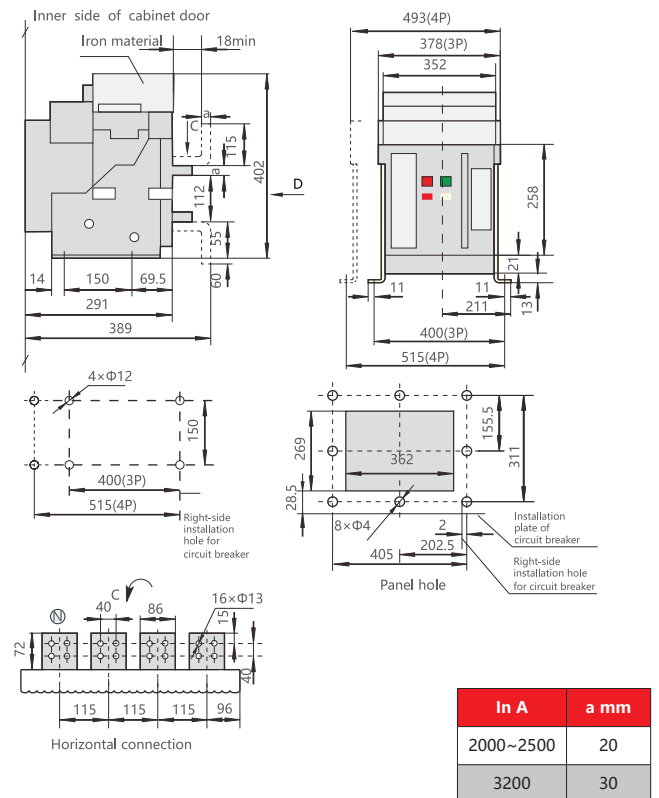 Inner side of cabinet door
Iron material
18min
a
C
115
a
402
D
112
55
60
14
150
69.5
291
389
493(4P)
378(3P)
352
258
21
13
11
11
211
400(3P)
515(4P)
4×Φ12
150
400(3P)
515(4P)
Right-side
installation
hole for
circuit breaker
269
362
155.5
311
28.5
8×Φ4
2
202.5
405
Installation
plate of
circuit breaker
Right-side
installation hole
for circuit breaker
Panel hole
C
16×Φ13
N
40
86
15
72
40
115
115
115
96
Horizontal connection
In A
a mm
2000~2500
20
3200
30